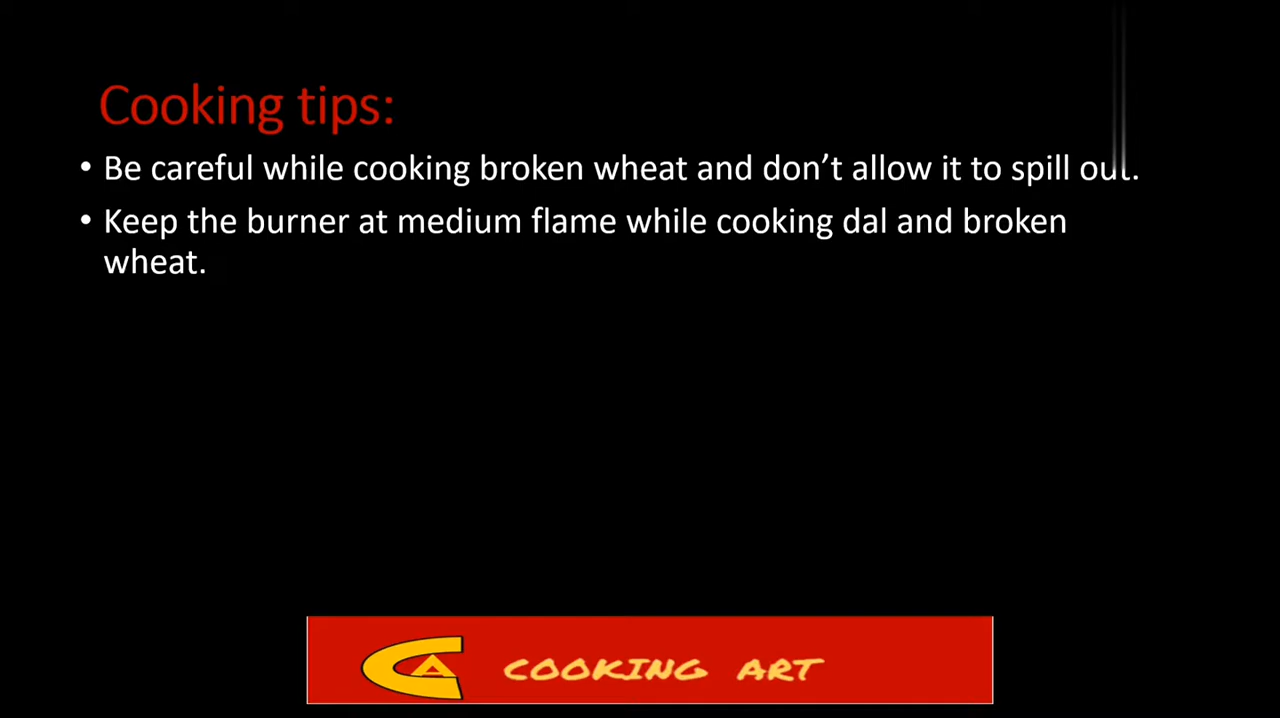 Cooking tips:
• Be careful while cooking broken wheat and don’t allow it to spill out.
• Keep the burner at medium flame while cooking dal and broken
wheat.
CA COOKING ART